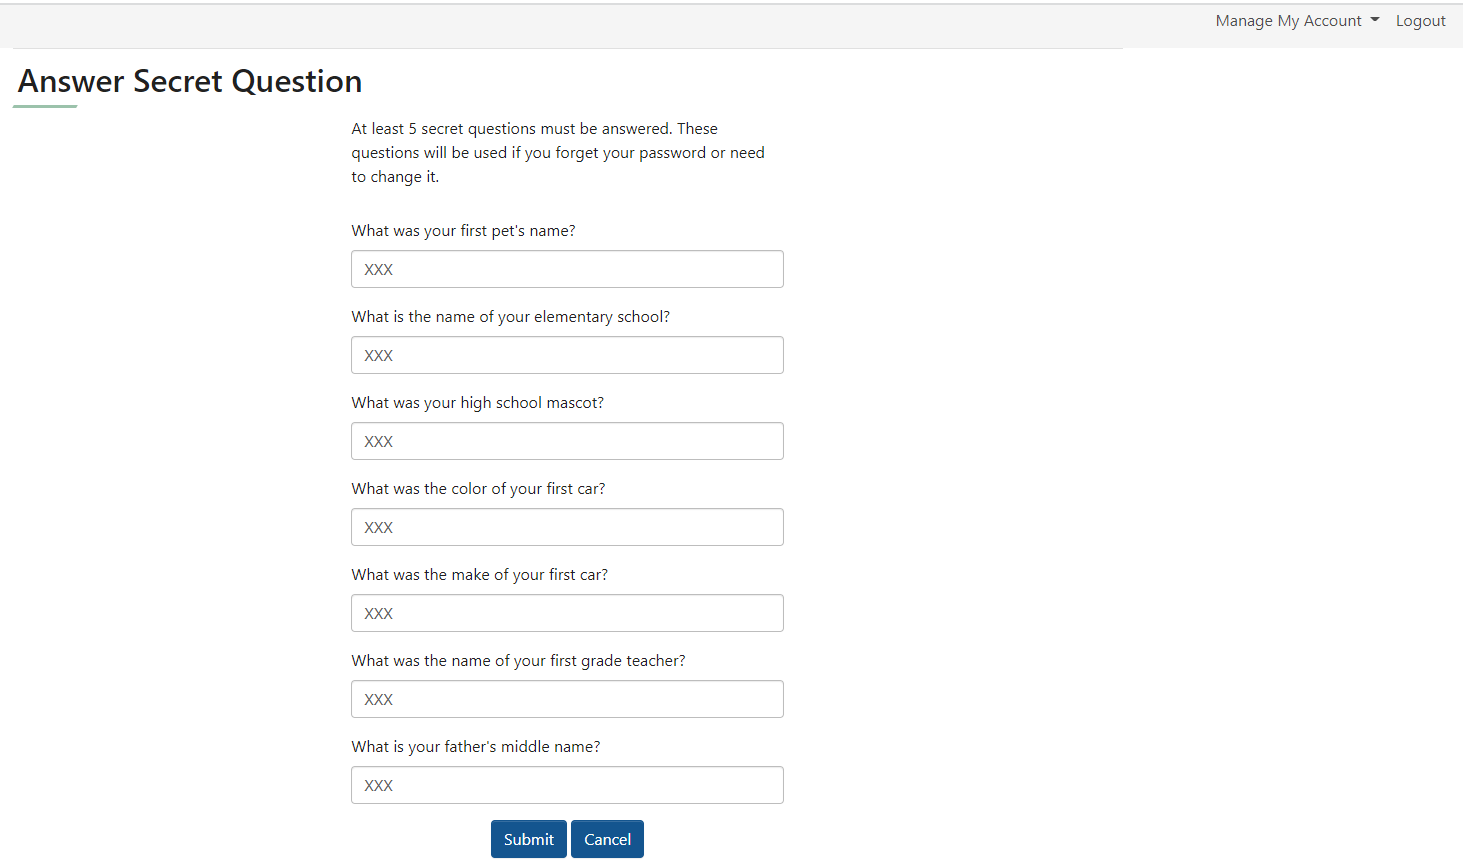 Manage My Account Logout
Answer Secret Question
At least 5 secret questions must be answered. These
questions will be used if you forget your password or need
to change it.
What was your first pet's name?
XXX
What is the name of your elementary school?
XXX
What was your high school mascot?
XXX
What was the color of your first car?
XXX
What was the make of your first car?
XXX
What was the name of your first grade teacher?
XXX
What is your father's middle name?
XXX
Submit Cancel